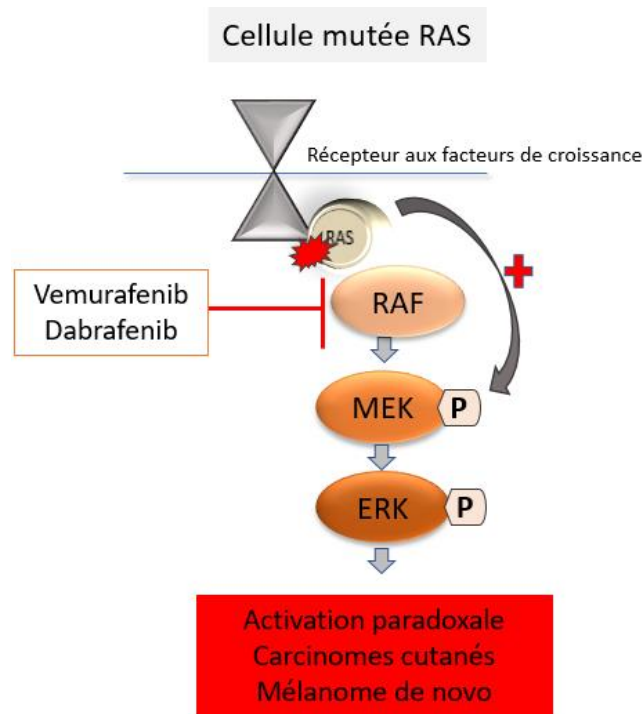 Cellule mutée RAS
Récepteur aux facteurs de croissance
RAS
Vemurafenib
Dabrafenib
RAF
MEK
P
ERK
P
Activation paradoxale
Carcinomes cutanés
Mélanome de novo